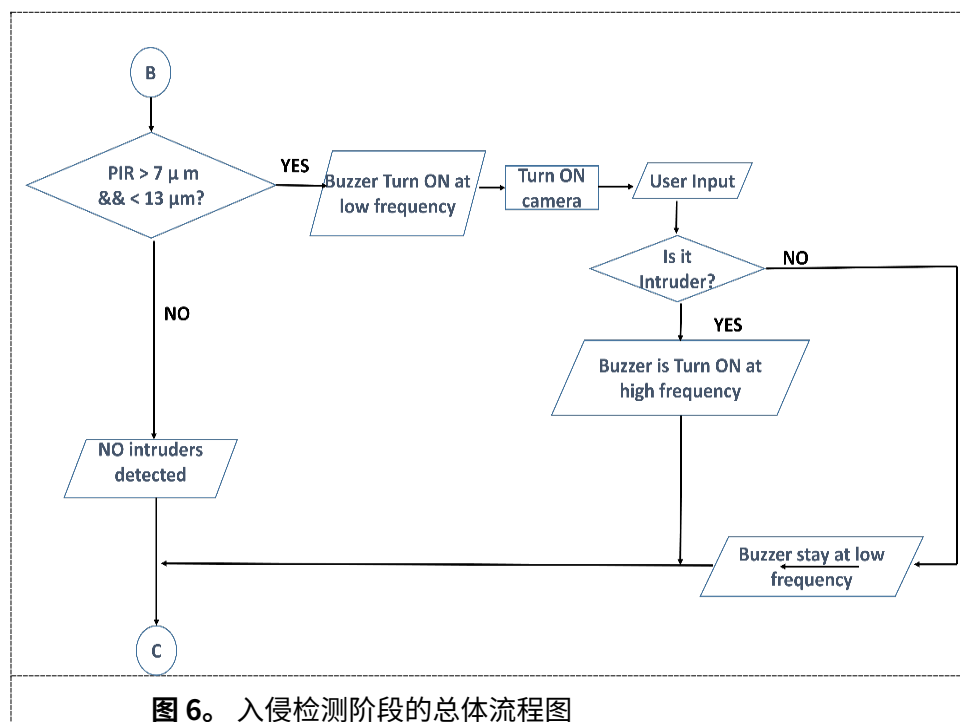 B
PIR > 7 μ m
&& < 13 μm?
YES
Buzzer Turn ON at
low frequency
Turn ON
camera
User Input
Is it
Intruder?
NO
YES
Buzzer is Turn ON at
high frequency
NO
NO intruders
detected
Buzzer stay at low
frequency
C
图 6。 入侵检测阶段的总体流程图